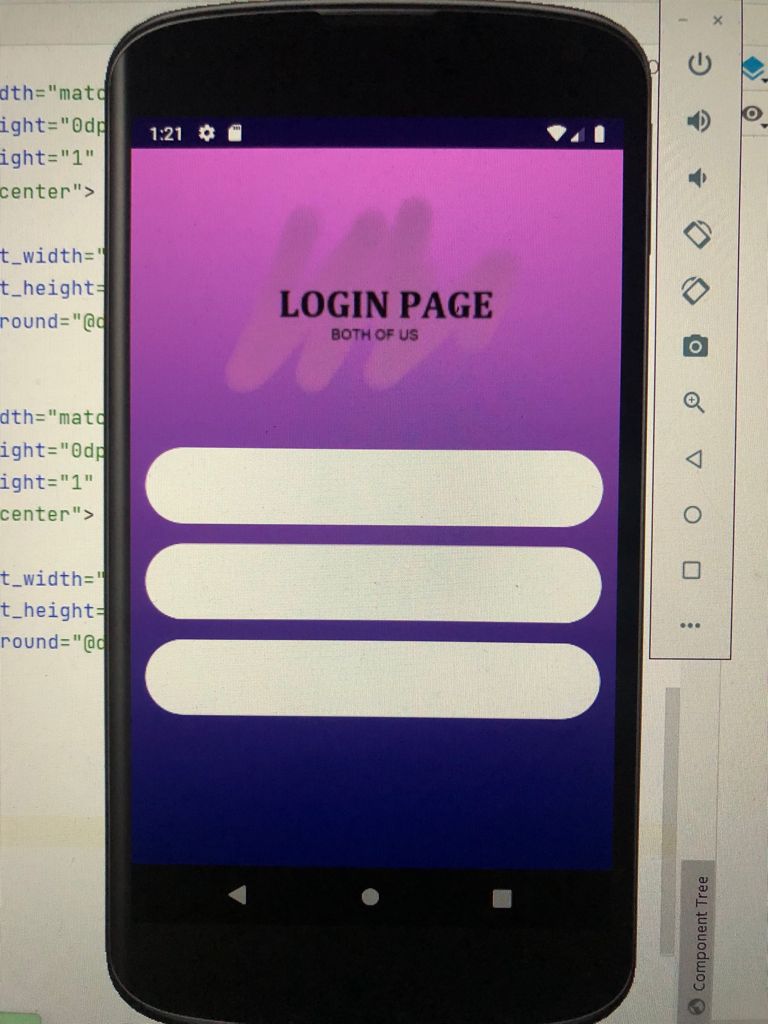 dth="matc
ight="0dp
ight="1"
center">
t_width="
t_height=
round="@d
dth="matc
ight="0dp
ight="1"
center">
t_width="
t_height=
round="@d
1:21
LOGIN PAGE
BOTH OF US
Component Tree